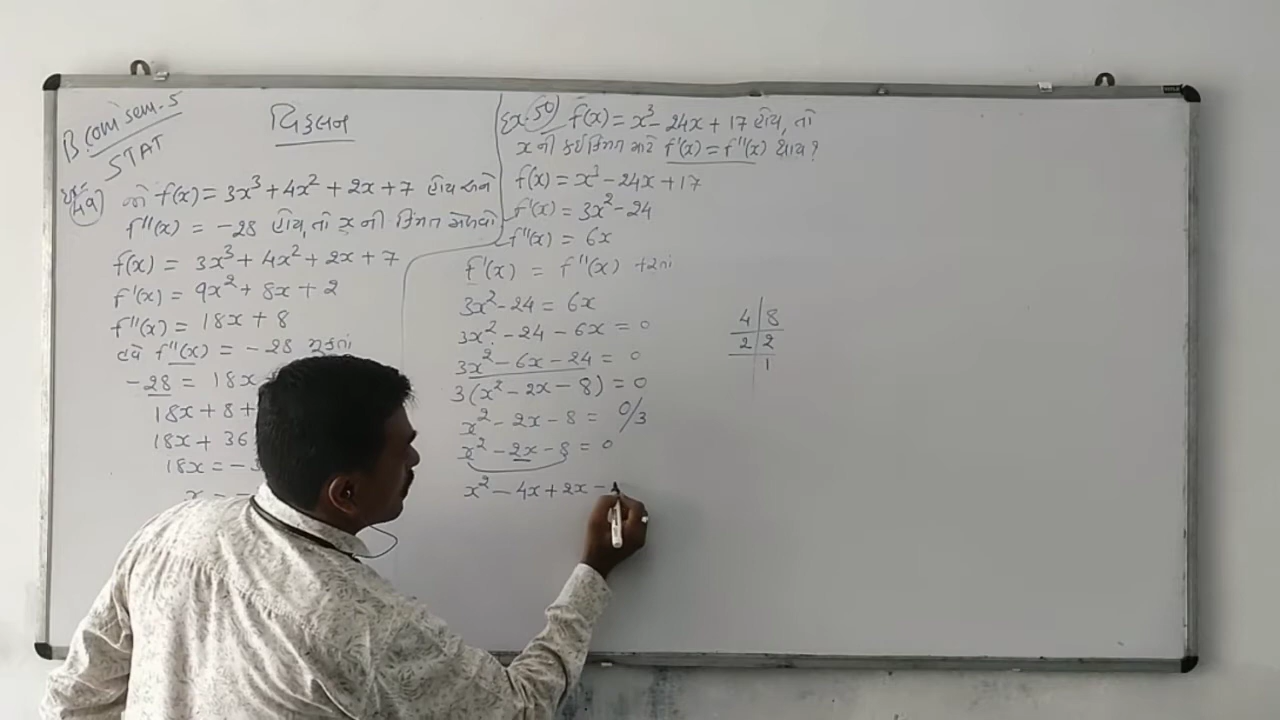 B com sem-5
STAT
વિકલન
Ex-
49 જો f(x) = 3x³ + 4x² + 2x + 7 હોય અને
f''(x) = -28 હોય, તો x ની કિંમત મેળવો
f(x) = 3x³ + 4x² + 2x + 7
f'(x) = 9x² + 8x + 2
f''(x) = 18x + 8
હવે f''(x) = -28 મૂકતાં
-28 = 18x
18x + 8 +
18x + 36
18x = -3
x = -
Ex-50 f(x) = x³ - 24x + 17 હોય, તો
x ની કઈ કિંમત માટે f'(x) = f''(x) થાય?
f(x) = x³ - 24x + 17
f'(x) = 3x² - 24
f''(x) = 6x
f'(x) = f''(x)
3x² - 24 = 6x
3x² - 24 - 6x = 0
3x² - 6x - 24 = 0
3(x² - 2x - 8) = 0
x² - 2x - 8 = 0/3
x² - 2x - 8 = 0
x² - 4x + 2x -
4 | 8
2 | 2
1